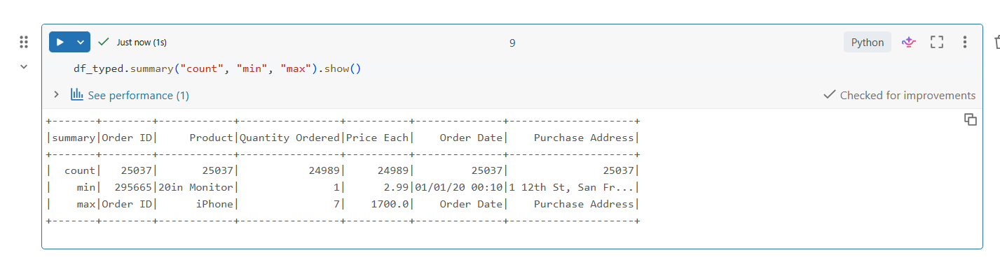 Just now (1s)
9
Python
df_typed.summary("count", "min", "max").show()
See performance (1)
Checked for improvements
+-------+--------+------------+----------------+----------+--------------+--------------------+
|summary|Order ID|     Product|Quantity Ordered|Price Each|    Order Date|    Purchase Address|
+-------+--------+------------+----------------+----------+--------------+--------------------+
|  count|   25037|       25037|           24989|     24989|         25037|               25037|
|    min|  295665|20in Monitor|               1|      2.99|01/01/20 00:10|1 12th St, San Fr...|
|    max|Order ID|      iPhone|               7|    1700.0|    Order Date|    Purchase Address|
+-------+--------+------------+----------------+----------+--------------+--------------------+